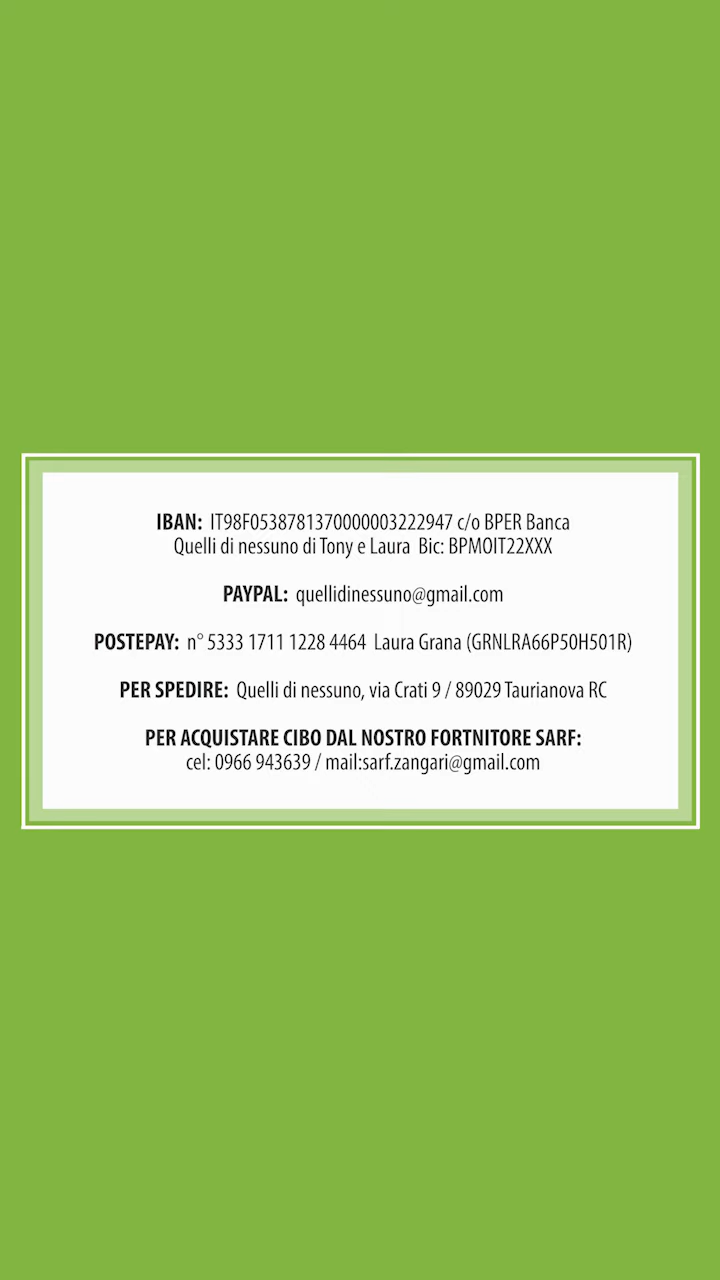 IBAN: IT98F0538781370000003222947 c/o BPER Banca
Quelli di nessuno di Tony e Laura Bic: BPMOIT22XXX
PAYPAL: quellidinessuno@gmail.com
POSTEPAY: n° 5333 1711 1228 4464 Laura Grana (GRNLRA66P50H501R)
PER SPEDIRE: Quelli di nessuno, via Crati 9 / 89029 Taurianova RC
PER ACQUISTARE CIBO DAL NOSTRO FORTNITORE SARF:
cel: 0966 943639 / mail:sarf.zangari@gmail.com